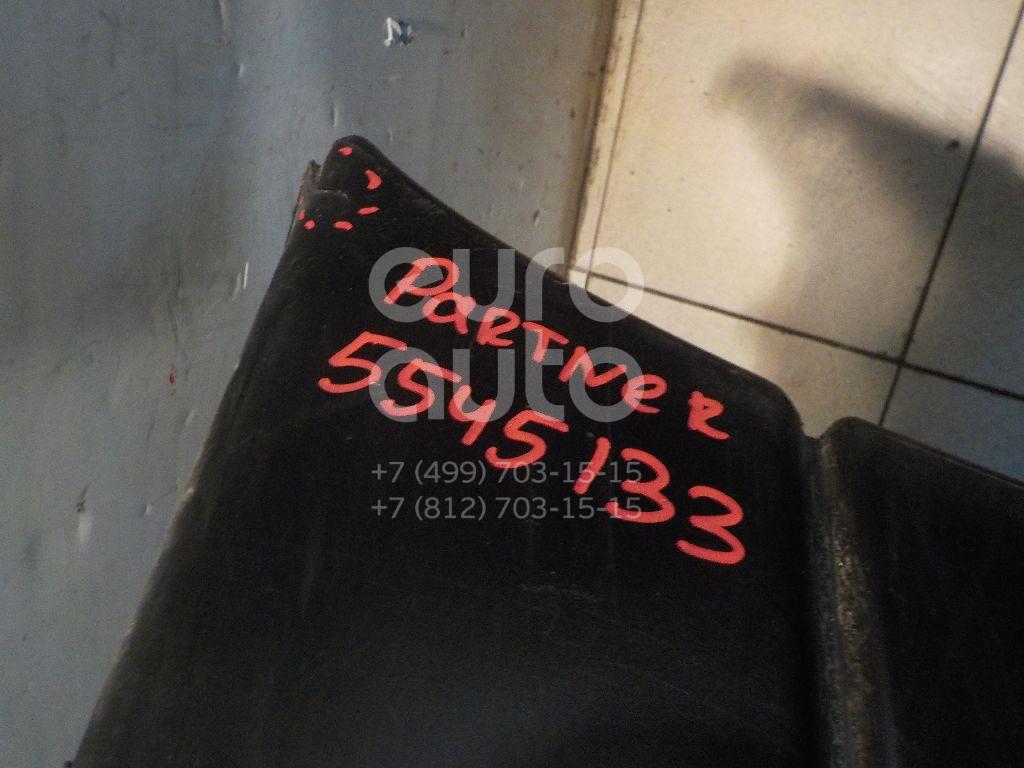 PARTNER
5545133
euro
auto
+7 (499) 703-15-15
+7 (812) 703-15-15